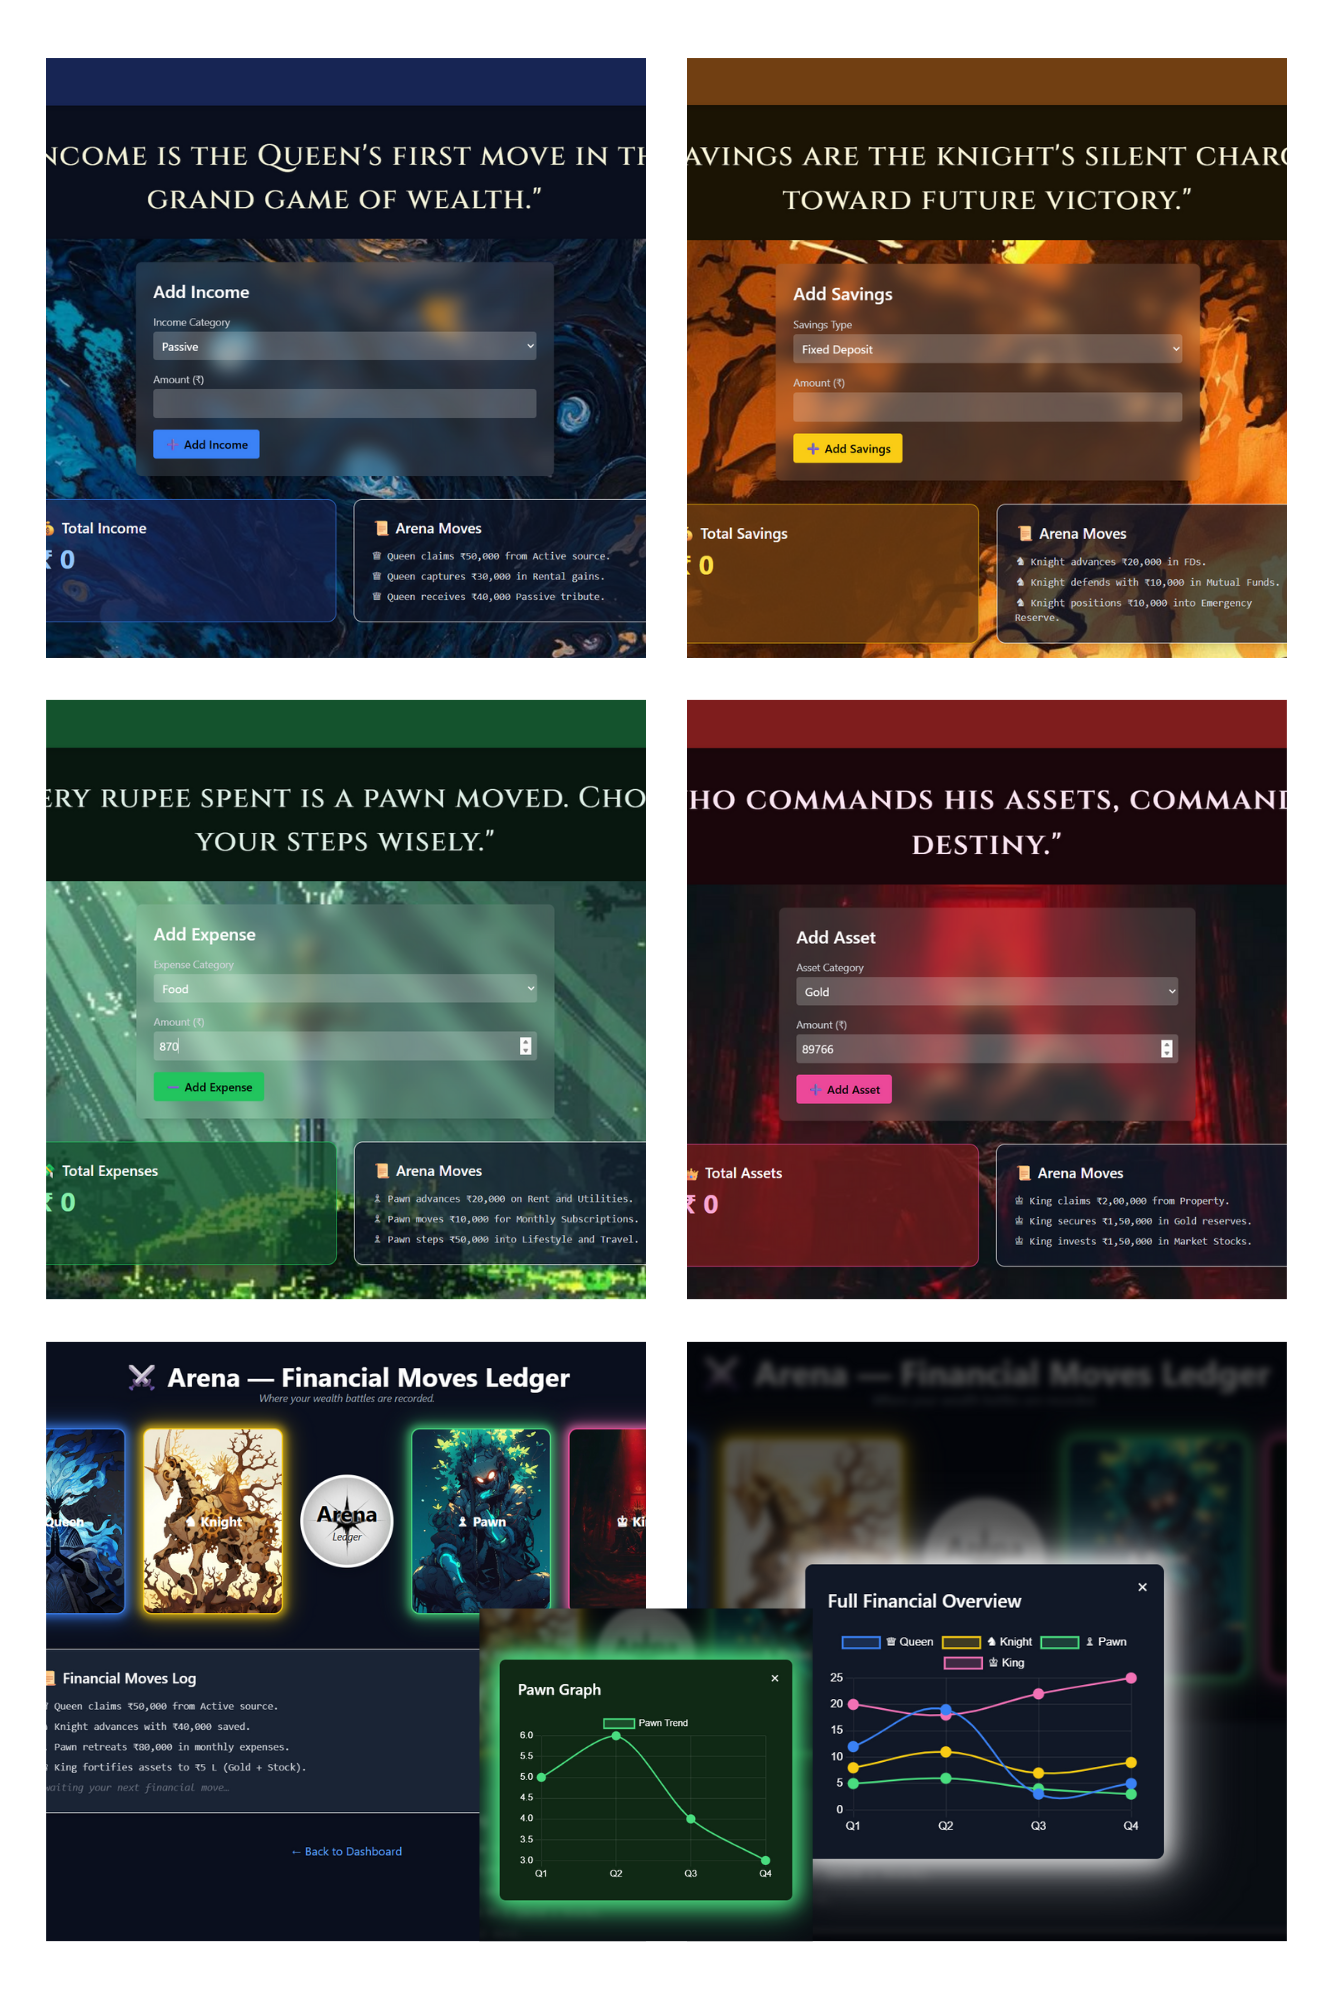 NCOME IS THE QUEEN'S FIRST MOVE IN TH
GRAND GAME OF WEALTH."
Add Income
Income Category
Passive
Amount (₹)
➕ Add Income
💰 Total Income
₹ 0
📜 Arena Moves
♕ Queen claims ₹50,000 from Active source.
♕ Queen captures ₹30,000 in Rental gains.
♕ Queen receives ₹40,000 Passive tribute.
AVINGS ARE THE KNIGHT'S SILENT CHARG
TOWARD FUTURE VICTORY."
Add Savings
Savings Type
Fixed Deposit
Amount (₹)
➕ Add Savings
💰 Total Savings
₹ 0
📜 Arena Moves
♞ Knight advances ₹20,000 in FDs.
♞ Knight defends with ₹10,000 in Mutual Funds.
♞ Knight positions ₹10,000 into Emergency
Reserve.
ERY RUPEE SPENT IS A PAWN MOVED. CHO
YOUR STEPS WISELY."
Add Expense
Expense Category
Food
Amount (₹)
870
➖ Add Expense
Total Expenses
₹ 0
📜 Arena Moves
♙ Pawn advances ₹20,000 on Rent and Utilities.
♙ Pawn moves ₹10,000 for Monthly Subscriptions.
♙ Pawn steps ₹50,000 into Lifestyle and Travel.
HO COMMANDS HIS ASSETS, COMMAND
DESTINY."
Add Asset
Asset Category
Gold
Amount (₹)
89766
➕ Add Asset
👑 Total Assets
₹ 0
📜 Arena Moves
♔ King claims ₹2,00,000 from Property.
♔ King secures ₹1,50,000 in Gold reserves.
♔ King invests ₹1,50,000 in Market Stocks.
⚔ Arena — Financial Moves Ledger
Where your wealth battles are recorded.
Queen
♞ Knight
Arena
Ledger
♙ Pawn
♔ Ki
📜 Financial Moves Log
Queen claims ₹50,000 from Active source.
Knight advances with ₹40,000 saved.
Pawn retreats ₹80,000 in monthly expenses.
King fortifies assets to ₹5 L (Gold + Stock).
waiting your next financial move…
← Back to Dashboard
Pawn Graph
×
Pawn Trend
6.0
5.5
5.0
4.5
4.0
3.5
3.0
Q1 Q2 Q3 Q4
Arena — Financial Moves Ledger
×
Full Financial Overview
♕ Queen ♞ Knight ♙ Pawn
♔ King
25
20
15
10
5
0
Q1 Q2 Q3 Q4